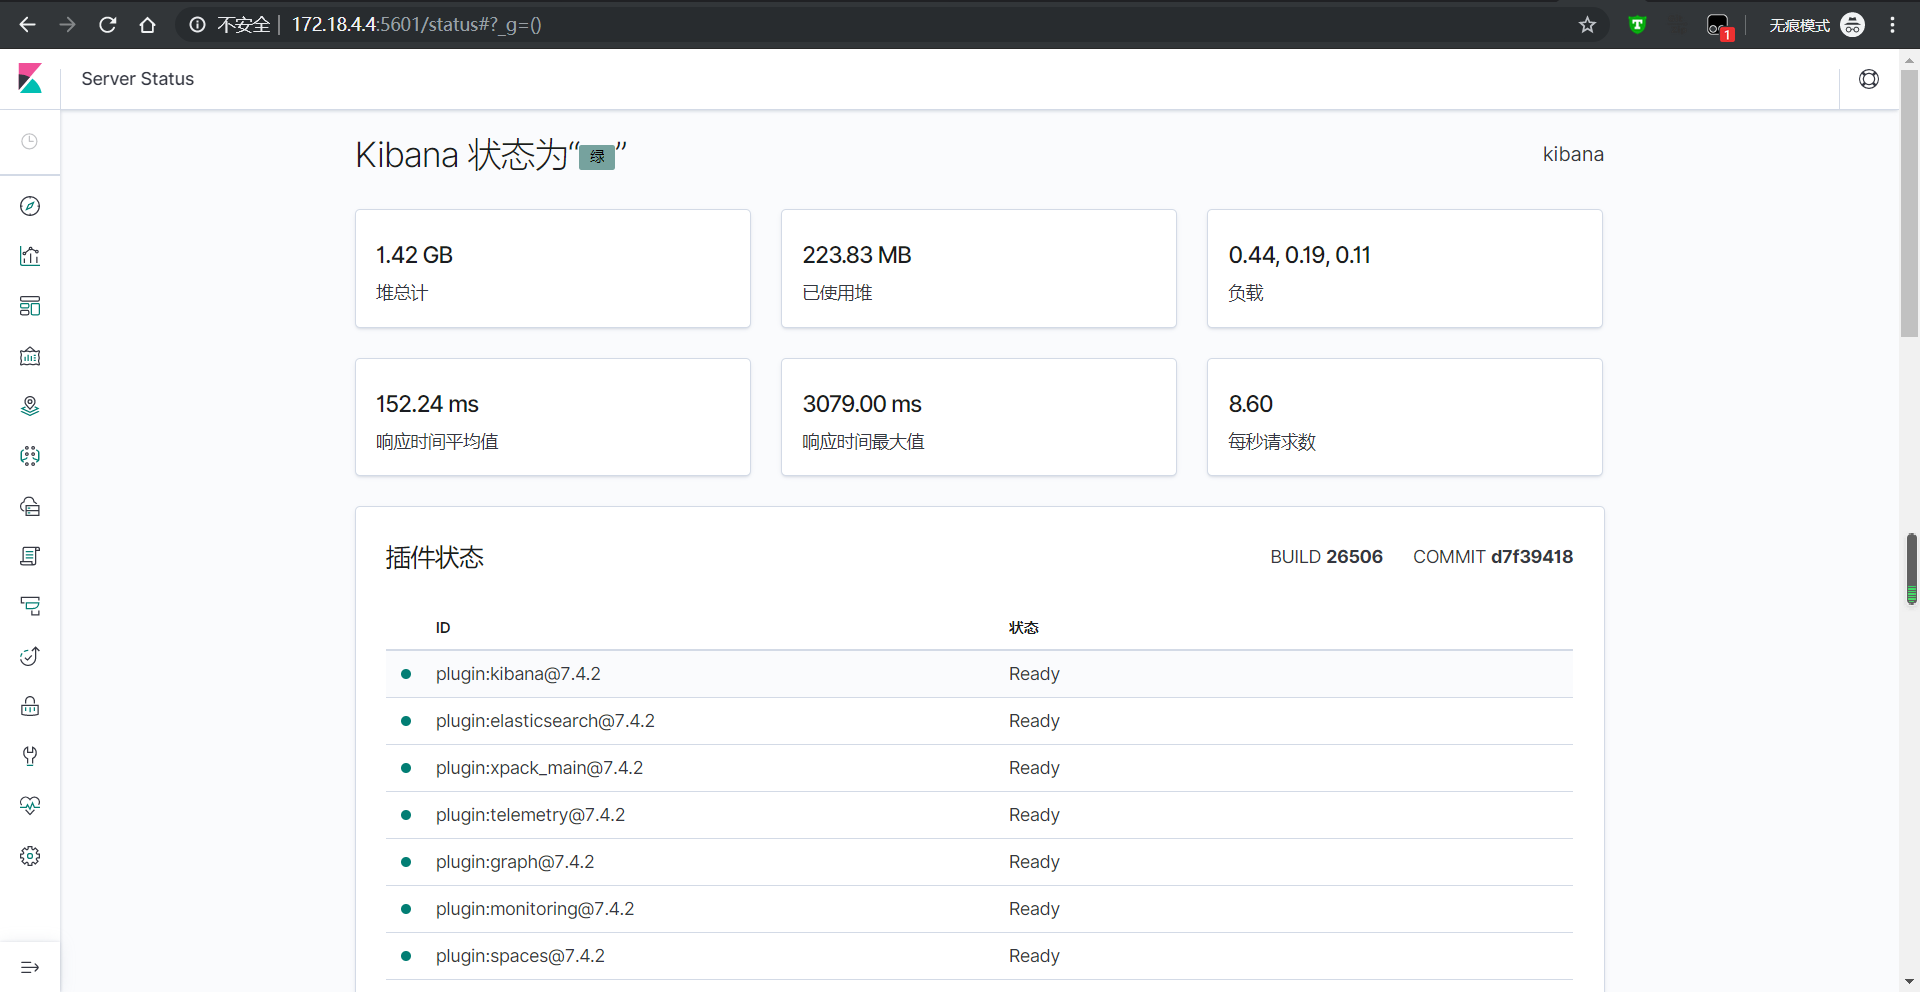 不安全 172.18.4.4:5601/status#?_g=() 1 无痕模式
Server Status
Kibana 状态为“绿”
kibana
1.42 GB
堆总计
223.83 MB
已使用堆
0.44, 0.19, 0.11
负载
152.24 ms
响应时间平均值
3079.00 ms
响应时间最大值
8.60
每秒请求数
插件状态
BUILD 26506 COMMIT d7f39418
ID 状态
plugin:kibana@7.4.2 Ready
plugin:elasticsearch@7.4.2 Ready
plugin:xpack_main@7.4.2 Ready
plugin:telemetry@7.4.2 Ready
plugin:graph@7.4.2 Ready
plugin:monitoring@7.4.2 Ready
plugin:spaces@7.4.2 Ready